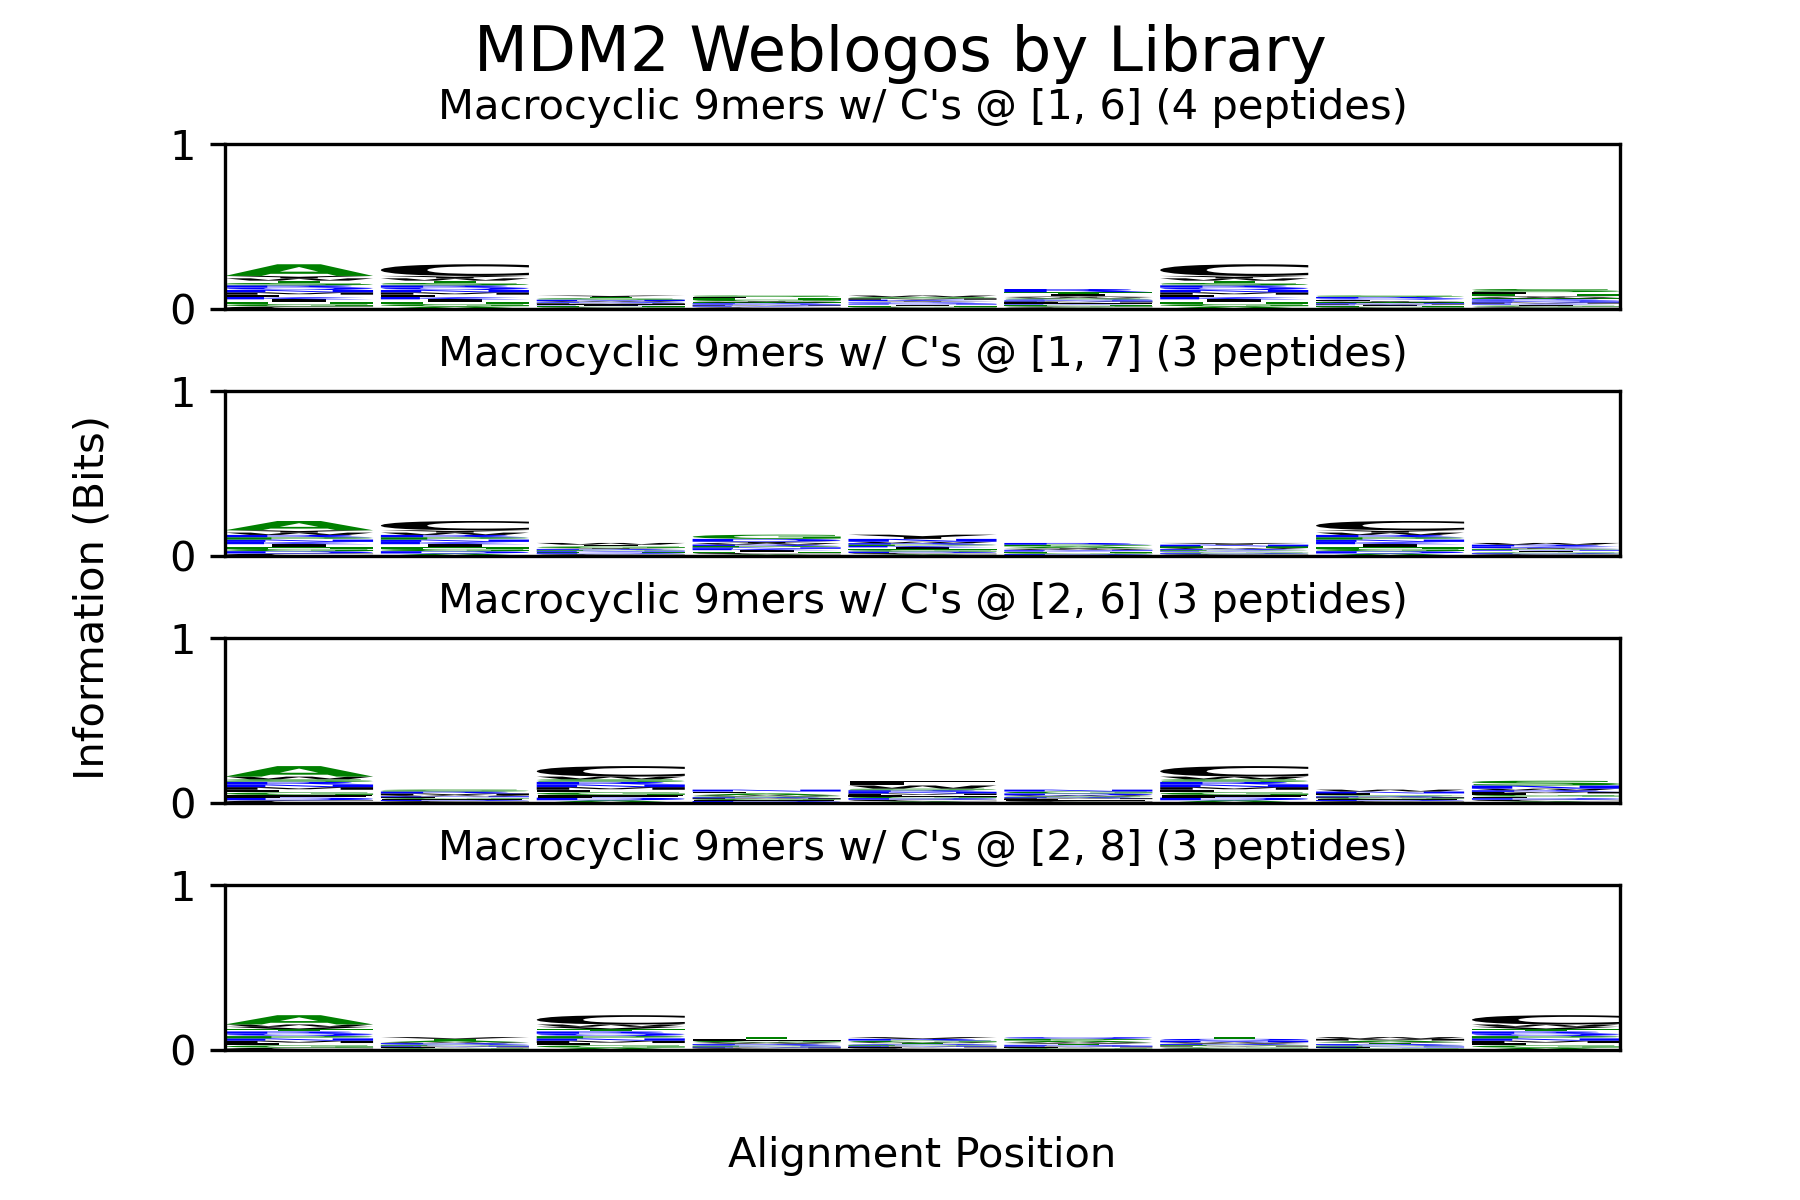 MDM2 Weblogos by Library
Macrocyclic 9mers w/ C's @ [1, 6] (4 peptides)
1
A C C
0
Macrocyclic 9mers w/ C's @ [1, 7] (3 peptides)
1
A C C
0
Information (Bits)
Macrocyclic 9mers w/ C's @ [2, 6] (3 peptides)
1
A C C
0
Macrocyclic 9mers w/ C's @ [2, 8] (3 peptides)
1
A C C
0
Alignment Position